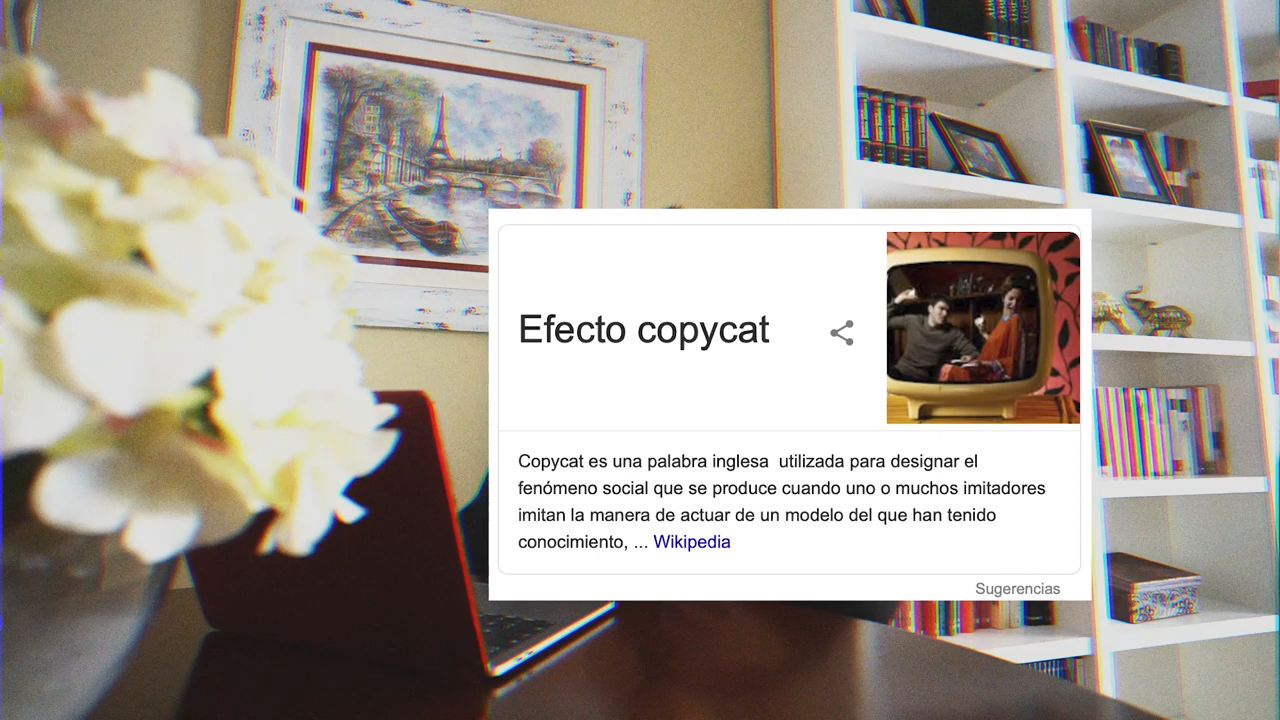 Efecto copycat
Copycat es una palabra inglesa  utilizada para designar el
fenómeno social que se produce cuando uno o muchos imitadores
imitan la manera de actuar de un modelo del que han tenido
conocimiento, ... Wikipedia
Sugerencias